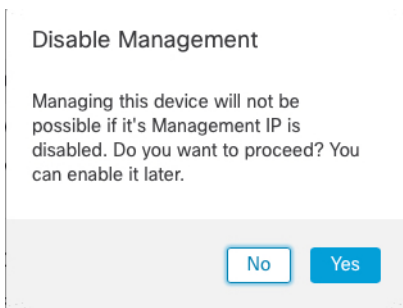 Disable Management
Managing this device will not be
possible if it's Management IP is
disabled. Do you want to proceed? You
can enable it later.
No
Yes